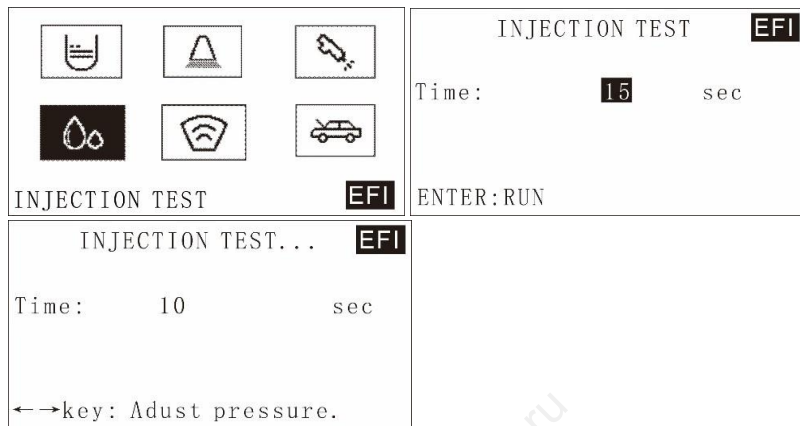 INJECTION TEST EFI
INJECTION TEST EFI
Time: 15 sec
ENTER:RUN
INJECTION TEST... EFI
Time: 10 sec
←→key: Adust pressure.
ru